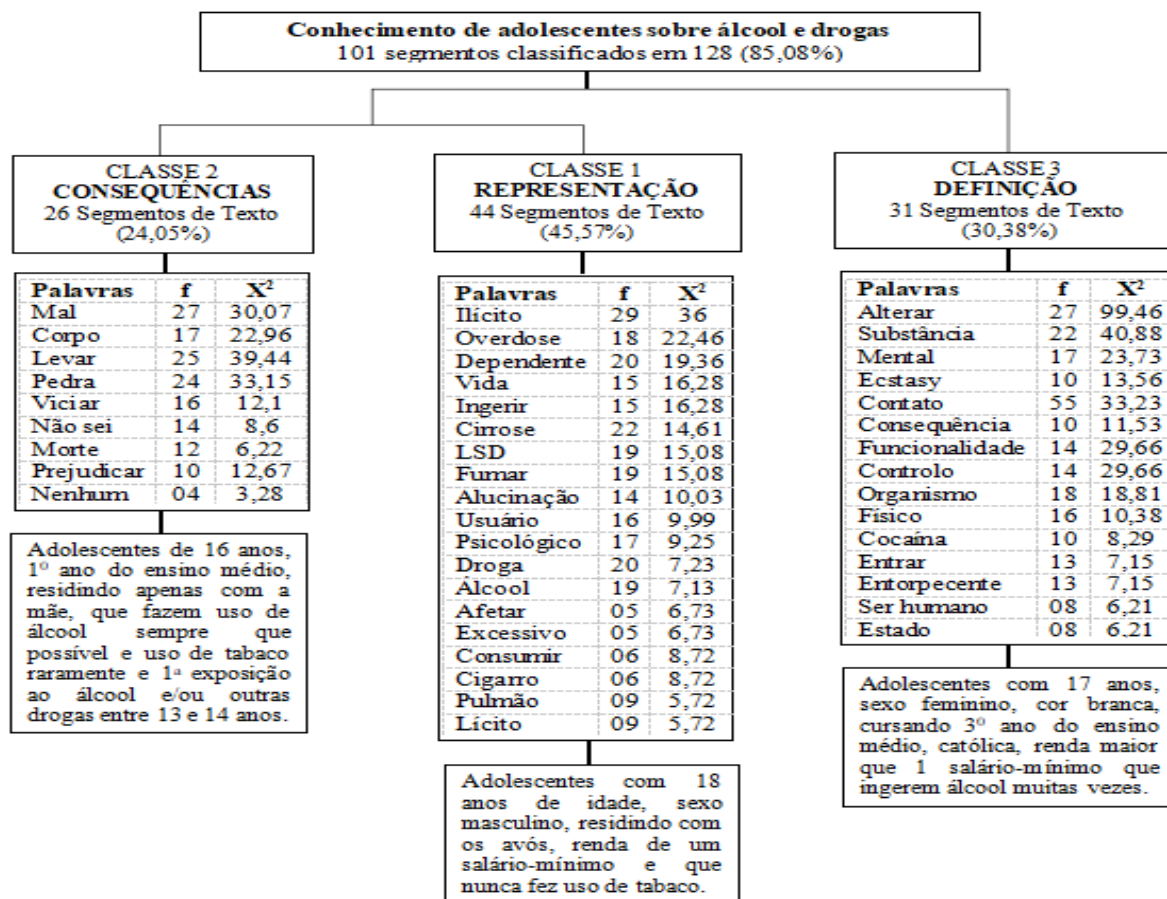 Conhecimento de adolescentes sobre álcool e drogas
101 segmentos classificados em 128 (85,08%)
CLASSE 2
CONSEQUÊNCIAS
26 Segmentos de Texto
(24,05%)
Palavras f X²
Mal 27 30,07
Corpo 17 22,96
Levar 25 39,44
Pedra 24 33,15
Viciar 16 12,1
Não sei 14 8,6
Morte 12 6,22
Prejudicar 10 12,67
Nenhum 04 3,28
Adolescentes de 16 anos,
1º ano do ensino médio,
residindo apenas com a
mãe, que fazem uso de
álcool sempre que
possível e uso de tabaco
raramente e 1ª exposição
ao álcool e/ou outras
drogas entre 13 e 14 anos.
CLASSE 1
REPRESENTAÇÃO
44 Segmentos de Texto
(45,57%)
Palavras f X²
Ilícito 29 36
Overdose 18 22,46
Dependente 20 19,36
Vida 15 16,28
Ingerir 15 16,28
Cirrose 22 14,61
LSD 19 15,08
Fumar 19 15,08
Alucinação 14 10,03
Usuário 16 9,99
Psicológico 17 9,25
Droga 20 7,23
Álcool 19 7,13
Afetar 05 6,73
Excessivo 05 6,73
Consumir 06 8,72
Cigarro 06 8,72
Pulmão 09 5,72
Lícito 09 5,72
Adolescentes com 18
anos de idade, sexo
masculino, residindo com
os avós, renda de um
salário-mínimo e que
nunca fez uso de tabaco.
CLASSE 3
DEFINIÇÃO
31 Segmentos de Texto
(30,38%)
Palavras f X²
Alterar 27 99,46
Substância 22 40,88
Mental 17 23,73
Ecstasy 10 13,56
Contato 55 33,23
Consequência 10 11,53
Funcionalidade 14 29,66
Controlo 14 29,66
Organismo 18 18,81
Físico 16 10,38
Cocaína 10 8,29
Entrar 13 7,15
Entorpecente 13 7,15
Ser humano 08 6,21
Estado 08 6,21
Adolescentes com 17 anos,
sexo feminino, cor branca,
cursando 3º ano do ensino
médio, católica, renda maior
que 1 salário-mínimo que
ingerem álcool muitas vezes.